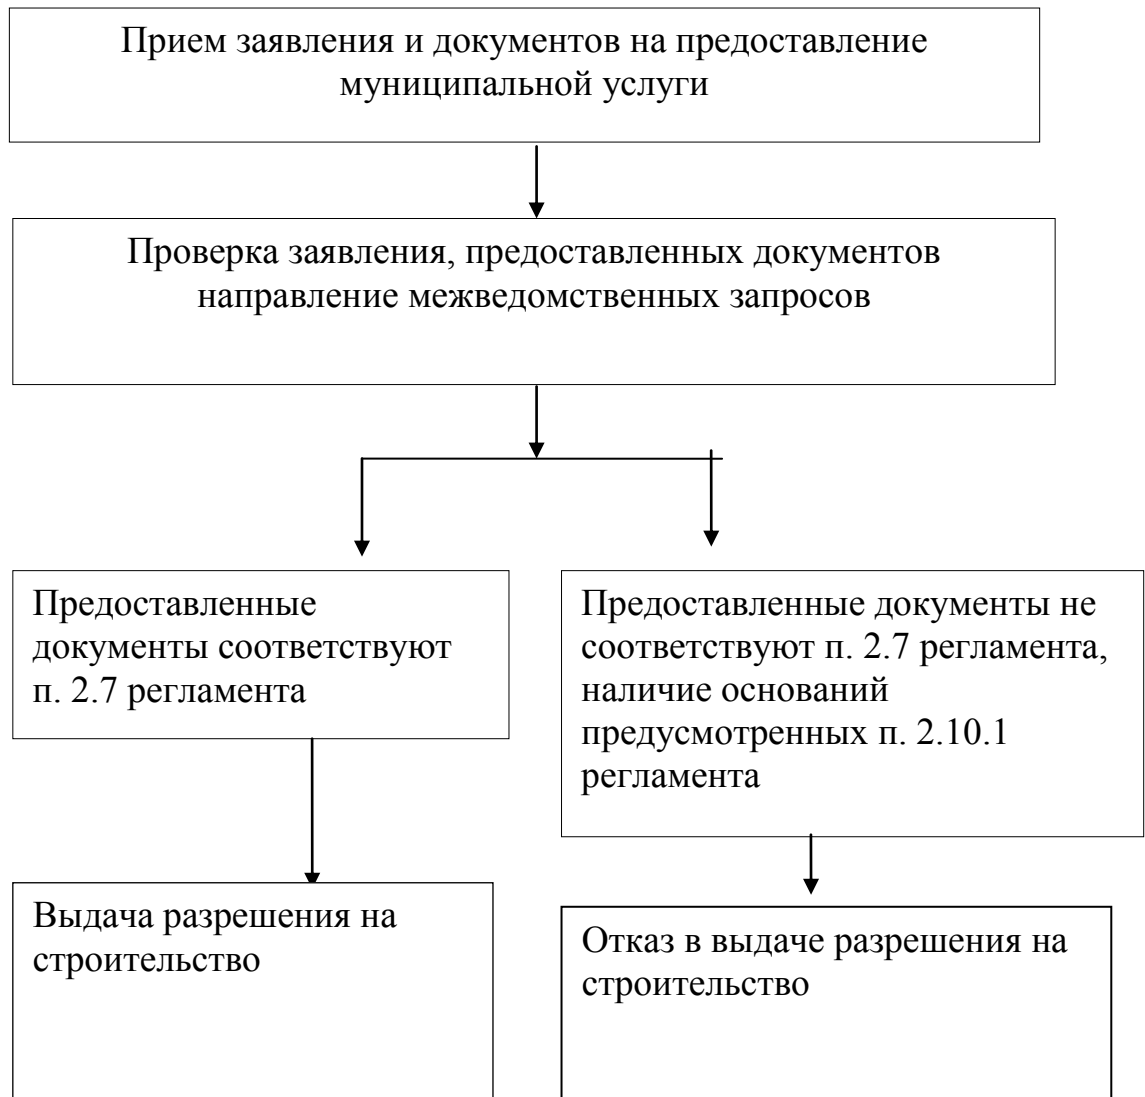 Прием заявления и документов на предоставление
муниципальной услуги
Проверка заявления, предоставленных документов
направление межведомственных запросов
Предоставленные
документы соответствуют
п. 2.7 регламента
Предоставленные документы не
соответствуют п. 2.7 регламента,
наличие оснований
предусмотренных п. 2.10.1
регламента
Выдача разрешения на
строительство
Отказ в выдаче разрешения на
строительство